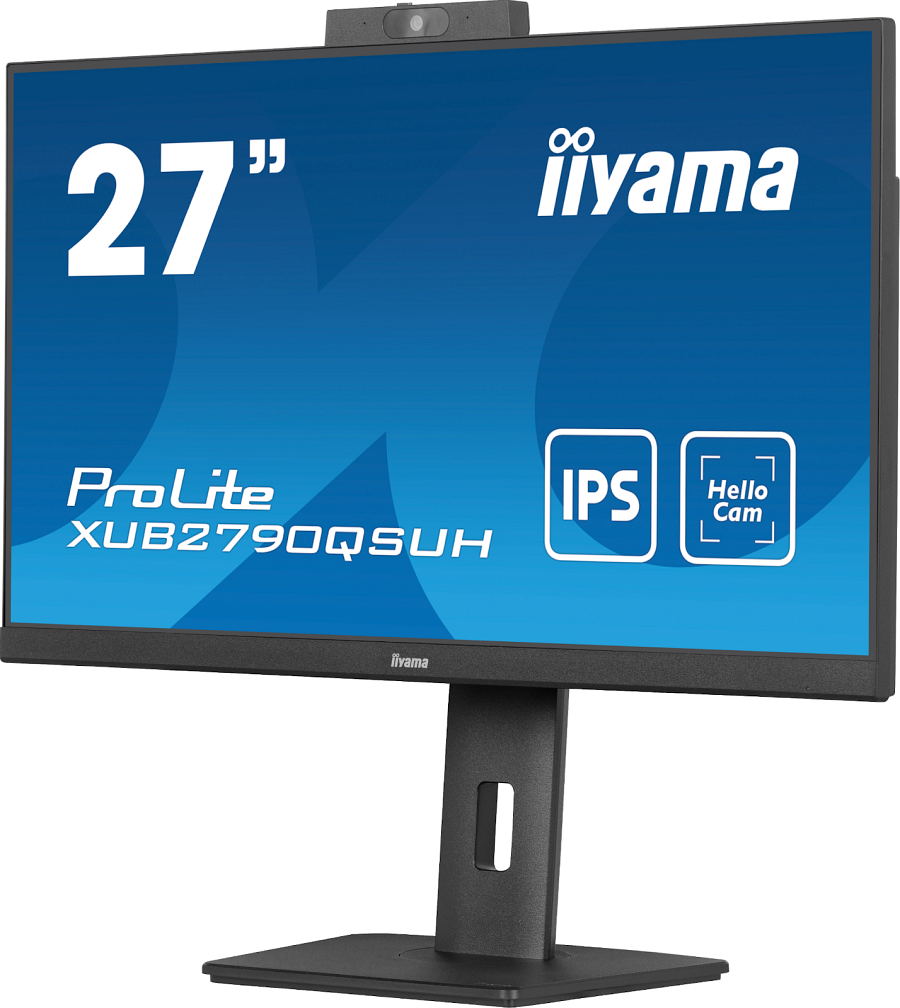 27”
iiyama
ProLite
XUB2790QSUH
IPS
Hello
Cam
iiyama